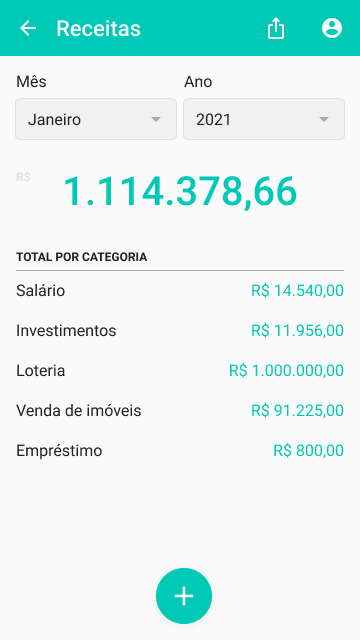 Receitas
Mês Ano
Janeiro 2021
R$ 1.114.378,66
TOTAL POR CATEGORIA
Salário R$ 14.540,00
Investimentos R$ 11.956,00
Loteria R$ 1.000.000,00
Venda de imóveis R$ 91.225,00
Empréstimo R$ 800,00